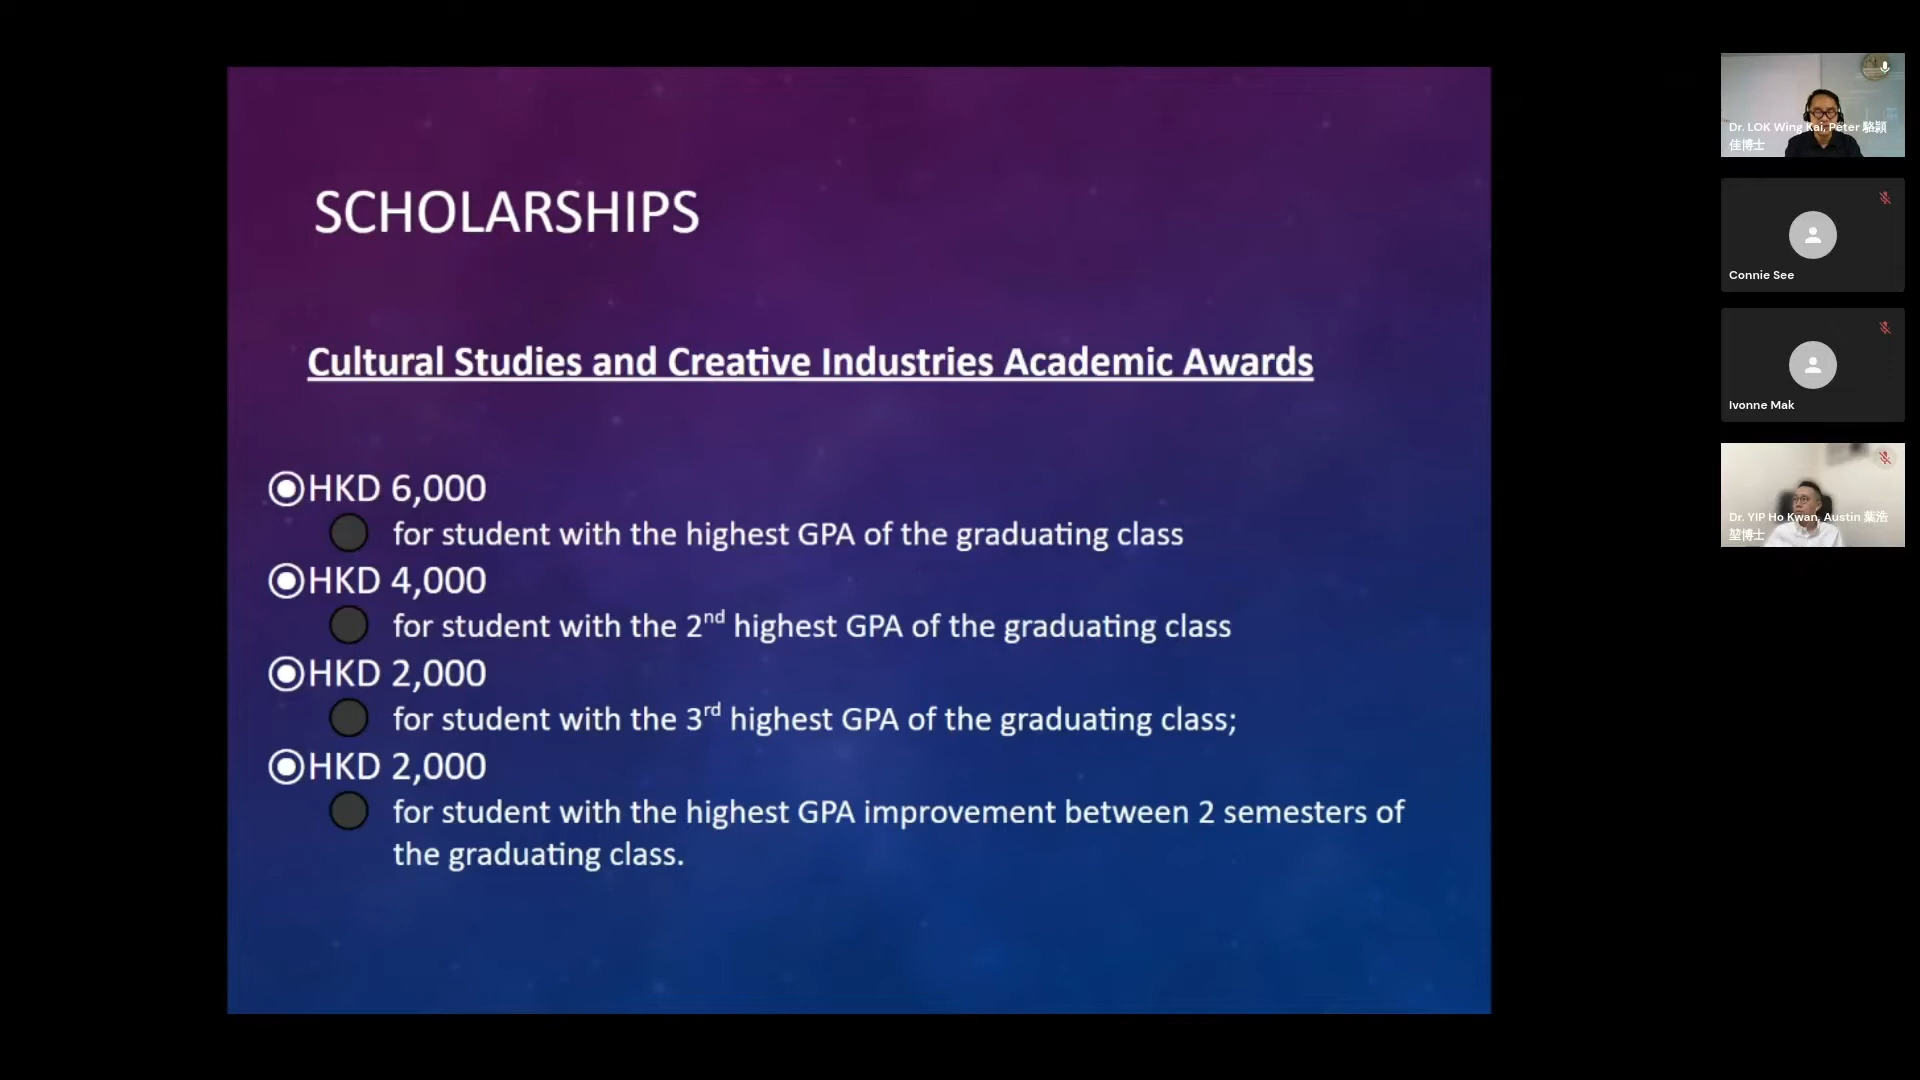 SCHOLARSHIPS
Cultural Studies and Creative Industries Academic Awards
HKD 6,000
for student with the highest GPA of the graduating class
HKD 4,000
for student with the 2nd highest GPA of the graduating class
HKD 2,000
for student with the 3rd highest GPA of the graduating class;
HKD 2,000
for student with the highest GPA improvement between 2 semesters of
the graduating class.
Dr. LOK Wing Kai, Peter 駱穎
佳博士
Connie See
Ivonne Mak
Dr. YIP Ho Kwan, Austin 葉浩
堃博士